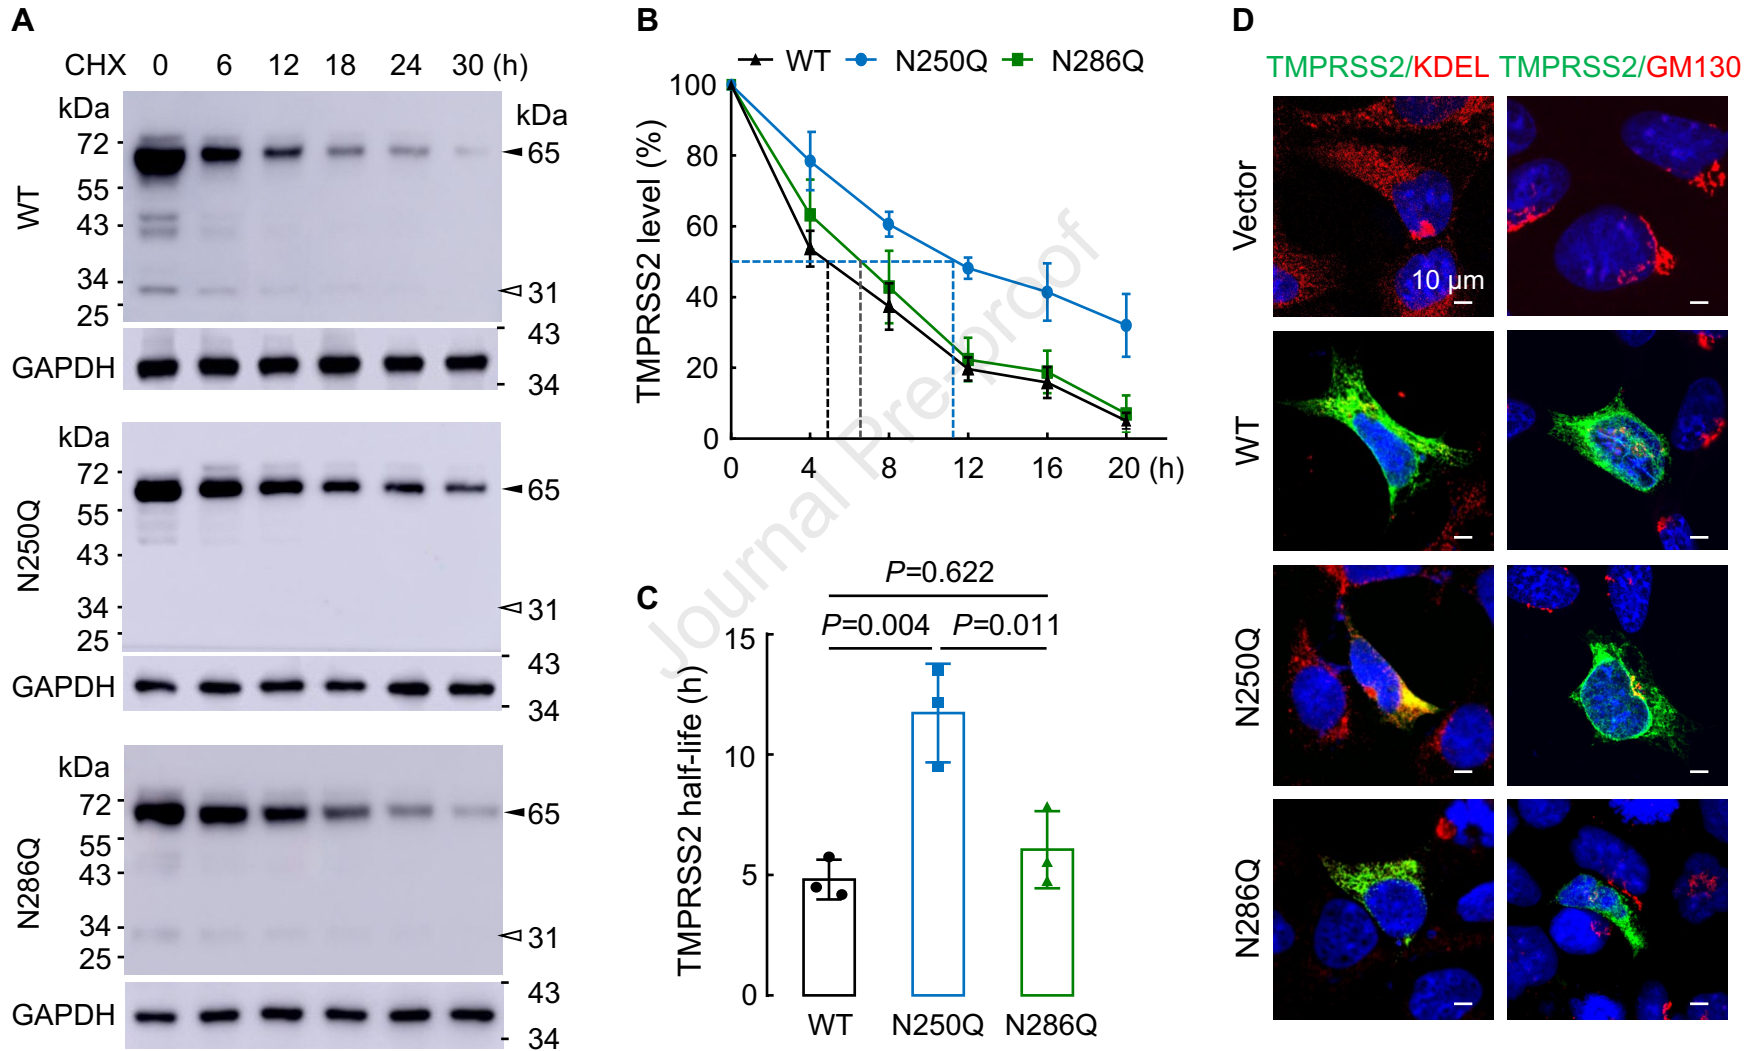 A
CHX 0 6 12 18 24 30 (h)
kDa
kDa
72
65
55
WT
43
34
31
25
43
GAPDH
34
kDa
72
65
55
N250Q
43
34
31
25
43
GAPDH
34
kDa
72
65
55
N286Q
43
34
31
25
43
GAPDH
34
B
WT N250Q N286Q
TMPRSS2 level (%)
100
80
60
40
20
0
0 4 8 12 16 20 (h)
C
P=0.622
P=0.004 P=0.011
TMPRSS2 half-life (h)
15
10
5
0
WT N250Q N286Q
D
TMPRSS2/KDEL TMPRSS2/GM130
Vector
10 μm
WT
N250Q
N286Q
Journal Pre-proof